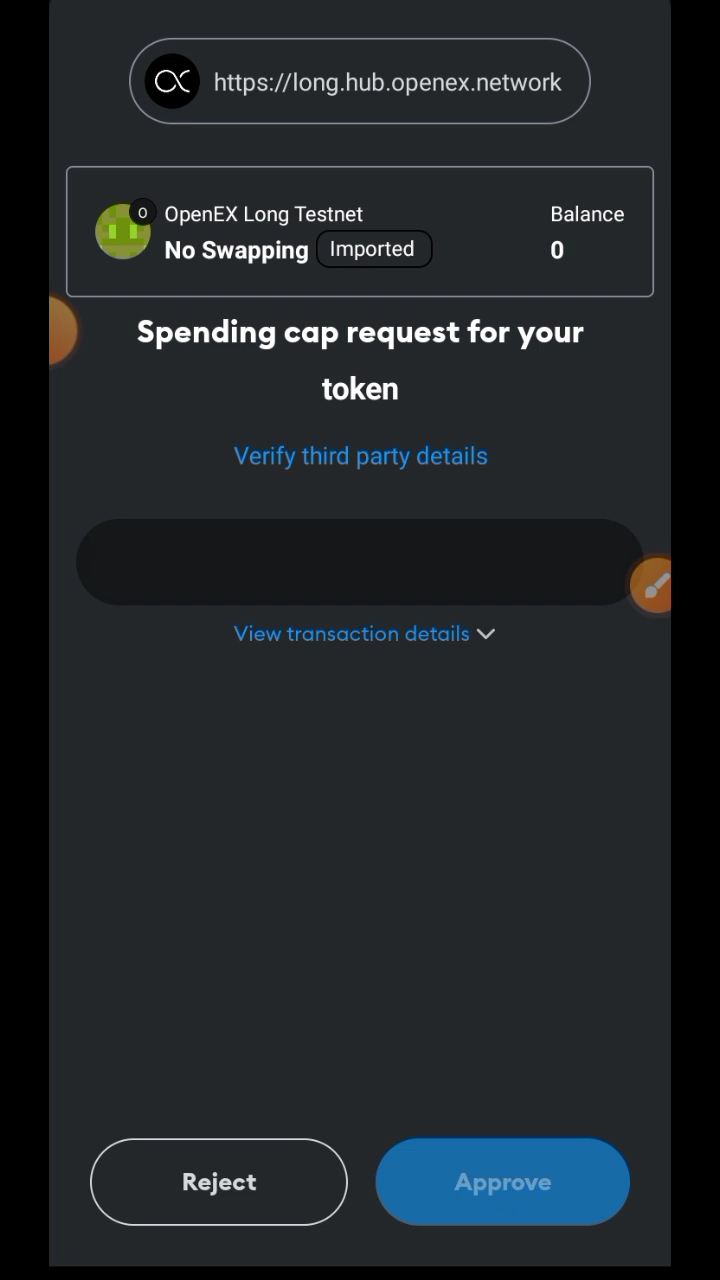 https://long.hub.openex.network
O
OpenEX Long Testnet
Balance
No Swapping
Imported
0
Spending cap request for your
token
Verify third party details
View transaction details
Reject
Approve